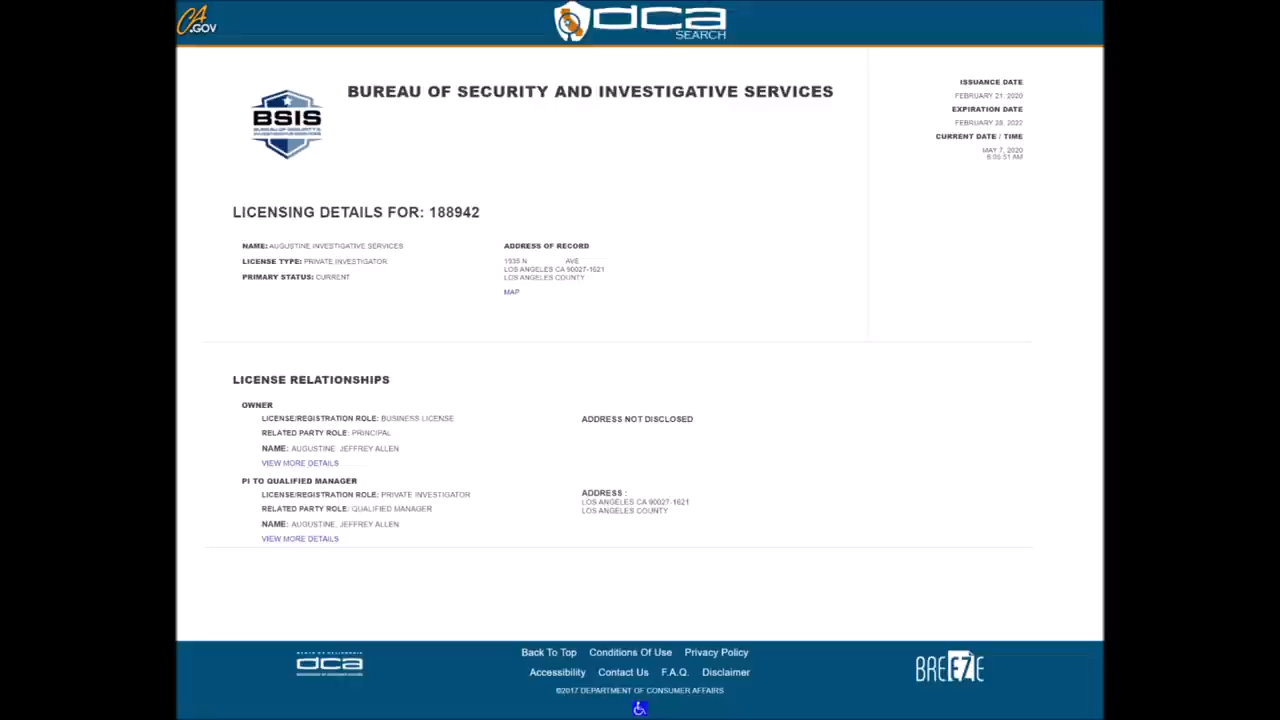 CA.GOV
dca
SEARCH
BSIS
BUREAU OF SECURITY &
INVESTIGATIVE SERVICES
BUREAU OF SECURITY AND INVESTIGATIVE SERVICES
ISSUANCE DATE
FEBRUARY 21, 2020
EXPIRATION DATE
FEBRUARY 28, 2022
CURRENT DATE / TIME
MAY 7, 2020
LICENSING DETAILS FOR: 188942
NAME: AUGUSTINE INVESTIGATIVE SERVICES
LICENSE TYPE: PRIVATE INVESTIGATOR
PRIMARY STATUS: CURRENT
ADDRESS OF RECORD
1935 N AVE
LOS ANGELES CA 90027-1621
LOS ANGELES COUNTY
MAP
LICENSE RELATIONSHIPS
OWNER
LICENSE/REGISTRATION ROLE: BUSINESS LICENSE
RELATED PARTY ROLE: PRINCIPAL
NAME: AUGUSTINE, JEFFREY ALLEN
VIEW MORE DETAILS
ADDRESS NOT DISCLOSED
PI TO QUALIFIED MANAGER
LICENSE/REGISTRATION ROLE: PRIVATE INVESTIGATOR
RELATED PARTY ROLE: QUALIFIED MANAGER
NAME: AUGUSTINE, JEFFREY ALLEN
VIEW MORE DETAILS
ADDRESS :
LOS ANGELES CA 90027-1621
LOS ANGELES COUNTY
dca
Back To Top Conditions Of Use Privacy Policy
Accessibility Contact Us F.A.Q. Disclaimer
©2017 DEPARTMENT OF CONSUMER AFFAIRS
BREEZE